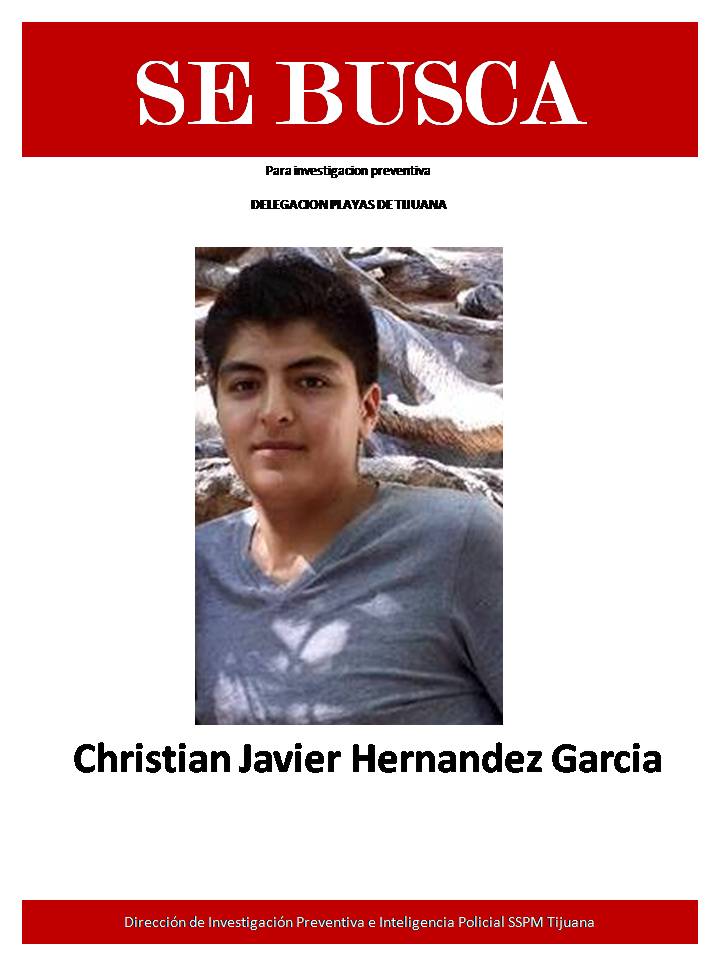 SE BUSCA
Para investigacion preventiva
DELEGACION PLAYAS DE TIJUANA
Christian Javier Hernandez Garcia
Dirección de Investigación Preventiva e Inteligencia Policial SSPM Tijuana